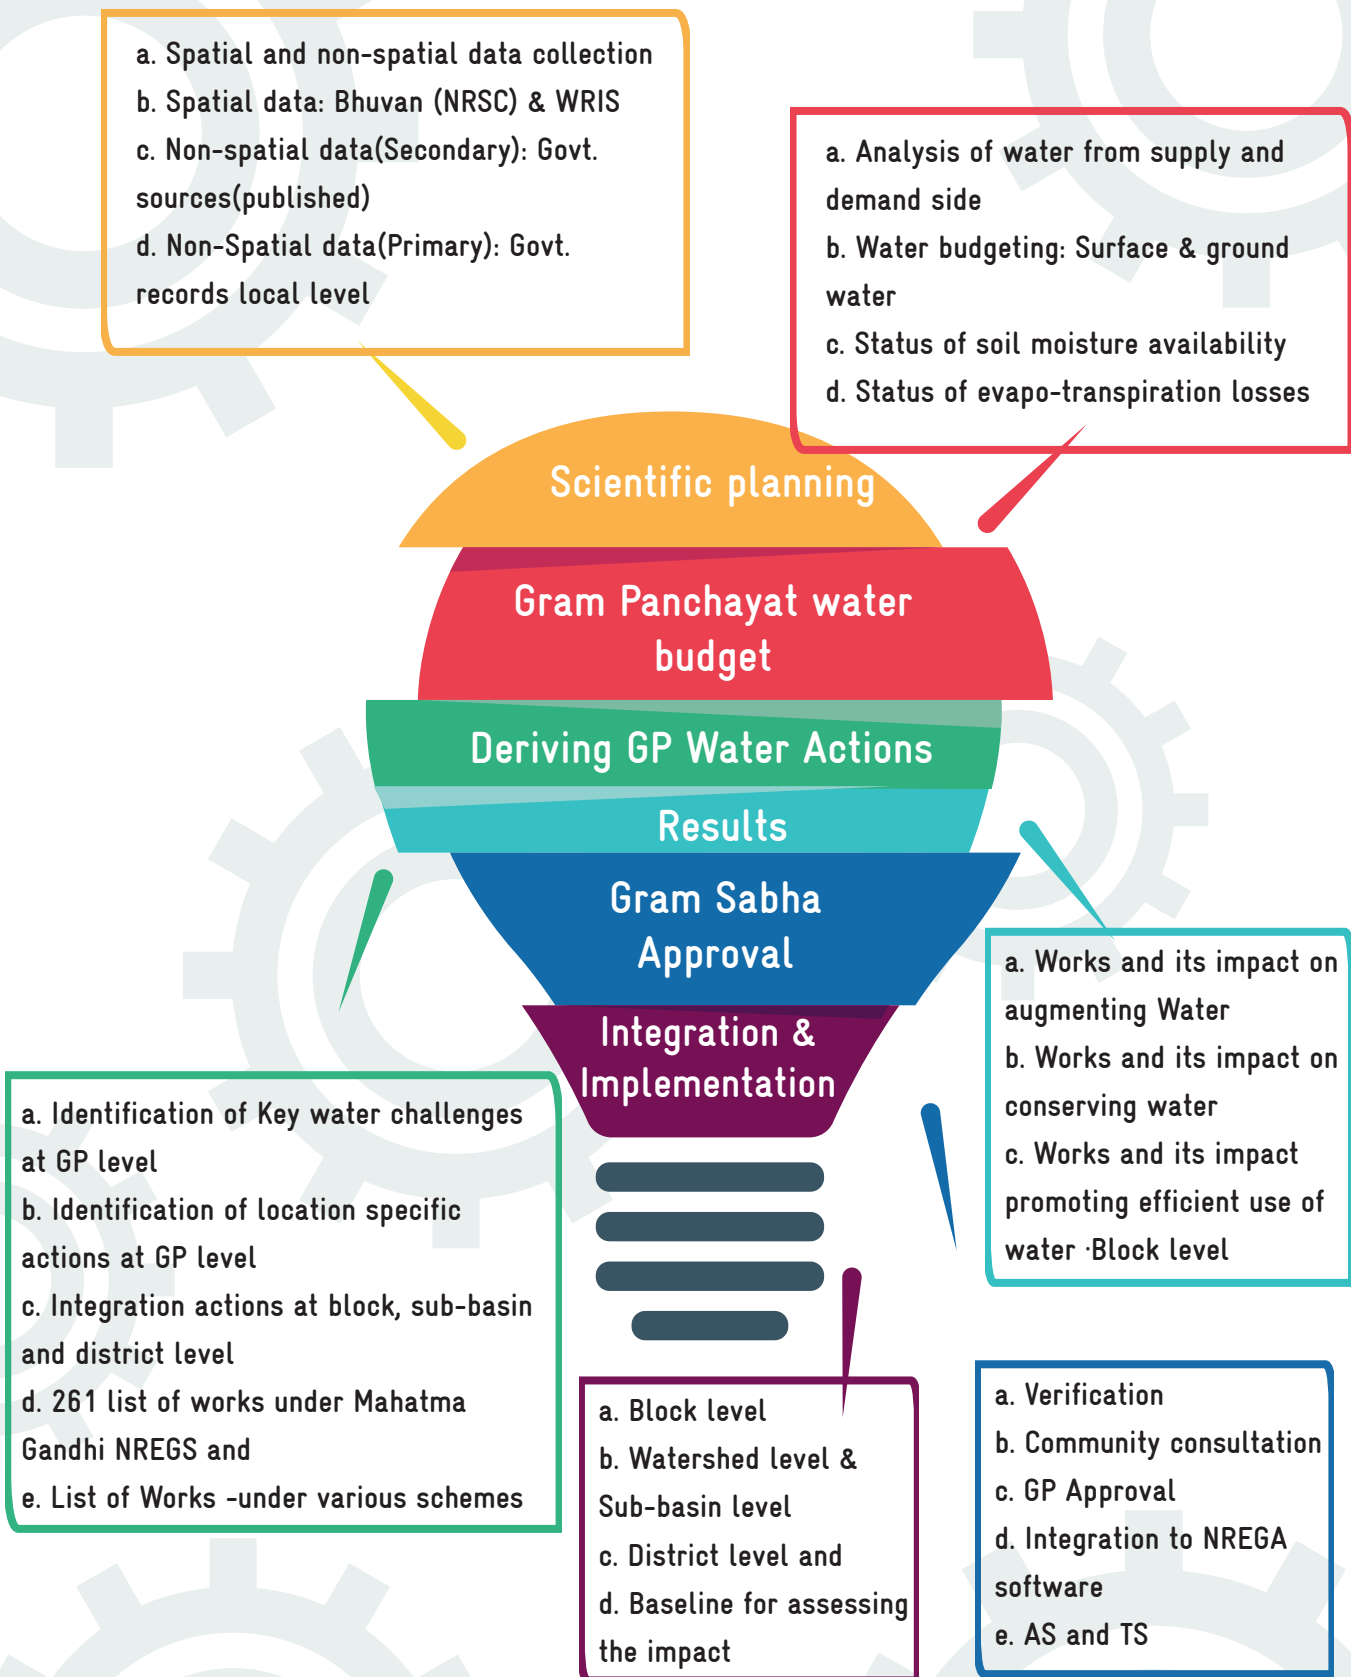 a. Spatial and non-spatial data collection
b. Spatial data: Bhuvan (NRSC) & WRIS
c. Non-spatial data(Secondary): Govt.
sources(published)
d. Non-Spatial data(Primary): Govt.
records local level
a. Analysis of water from supply and
demand side
b. Water budgeting: Surface & ground
water
c. Status of soil moisture availability
d. Status of evapo-transpiration losses
Scientific planning
Gram Panchayat water
budget
Deriving GP Water Actions
Results
Gram Sabha
Approval
Integration &
Implementation
a. Works and its impact on
augmenting Water
b. Works and its impact on
conserving water
c. Works and its impact
promoting efficient use of
water ·Block level
a. Identification of Key water challenges
at GP level
b. Identification of location specific
actions at GP level
c. Integration actions at block, sub-basin
and district level
d. 261 list of works under Mahatma
Gandhi NREGS and
e. List of Works -under various schemes
a. Block level
b. Watershed level &
Sub-basin level
c. District level and
d. Baseline for assessing
the impact
a. Verification
b. Community consultation
c. GP Approval
d. Integration to NREGA
software
e. AS and TS